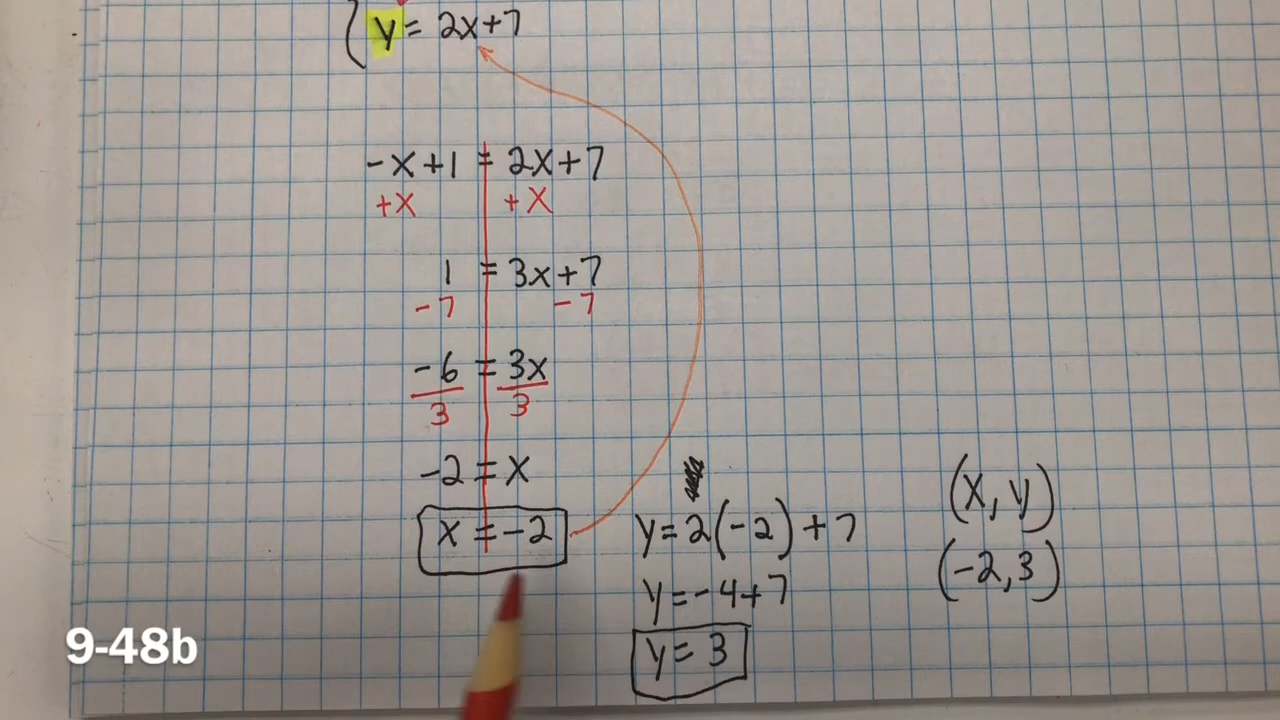 y = 2x+7
-x+1 = 2x+7
+x +x
1 = 3x+7
-7 -7
-6 = 3x
3 3
-2 = x
x = -2
y = 2(-2)+7
y = -4+7
y = 3
(x, y)
(-2, 3)
9-48b